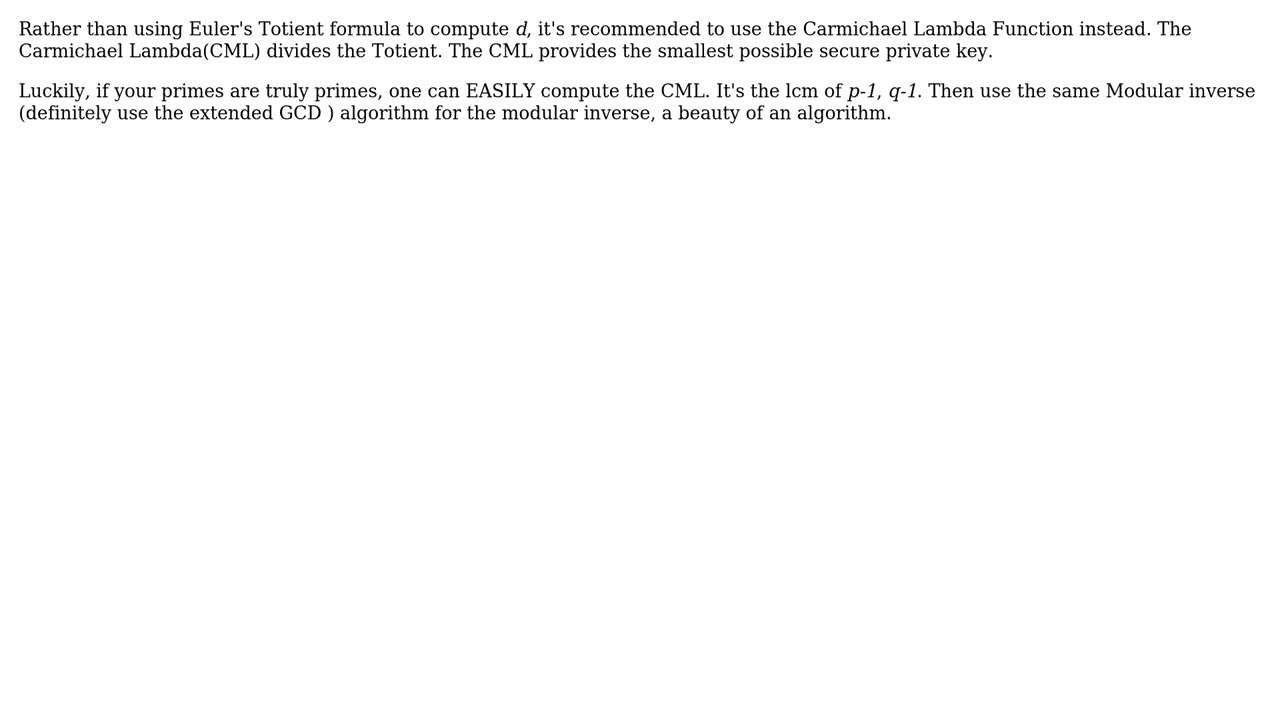 Rather than using Euler's Totient formula to compute d, it's recommended to use the Carmichael Lambda Function instead. The
Carmichael Lambda(CML) divides the Totient. The CML provides the smallest possible secure private key.
Luckily, if your primes are truly primes, one can EASILY compute the CML. It's the lcm of p-1, q-1. Then use the same Modular inverse
(definitely use the extended GCD ) algorithm for the modular inverse, a beauty of an algorithm.